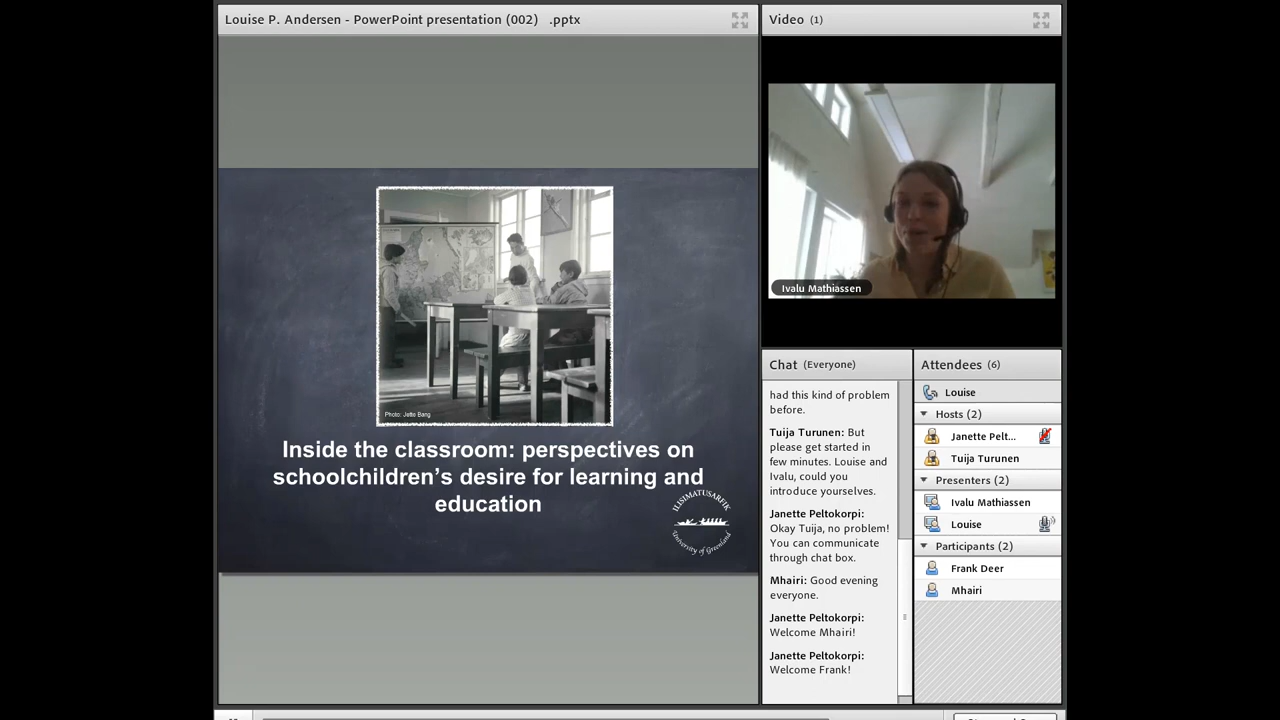 Louise P. Andersen - PowerPoint presentation (002) .pptx
Photo: Jette Bang
Inside the classroom: perspectives on
schoolchildren's desire for learning and
education
ILISIMATUSARFIK
University of Greenland
Video (1)
Ivalu Mathiassen
Chat (Everyone)
had this kind of problem
before.
Tuija Turunen: But
please get started in
few minutes. Louise and
Ivalu, could you
introduce yourselves.
Janette Peltokorpi:
Okay Tuija, no problem!
You can communicate
through chat box.
Mhairi: Good evening
everyone.
Janette Peltokorpi:
Welcome Mhairi!
Janette Peltokorpi:
Welcome Frank!
Attendees (6)
Louise
Hosts (2)
Janette Pelt...
Tuija Turunen
Presenters (2)
Ivalu Mathiassen
Louise
Participants (2)
Frank Deer
Mhairi